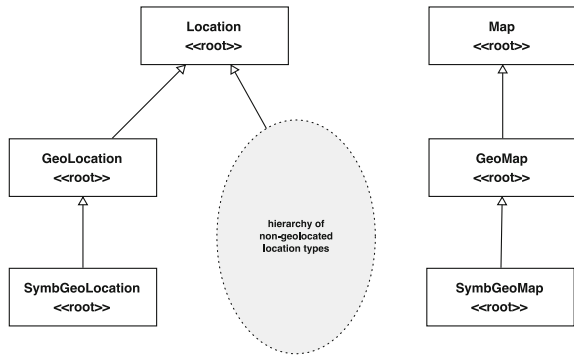 Location
<<root>>
Map
<<root>>
GeoLocation
<<root>>
GeoMap
<<root>>
hierarchy of
non-geolocated
location types
SymbGeoLocation
<<root>>
SymbGeoMap
<<root>>